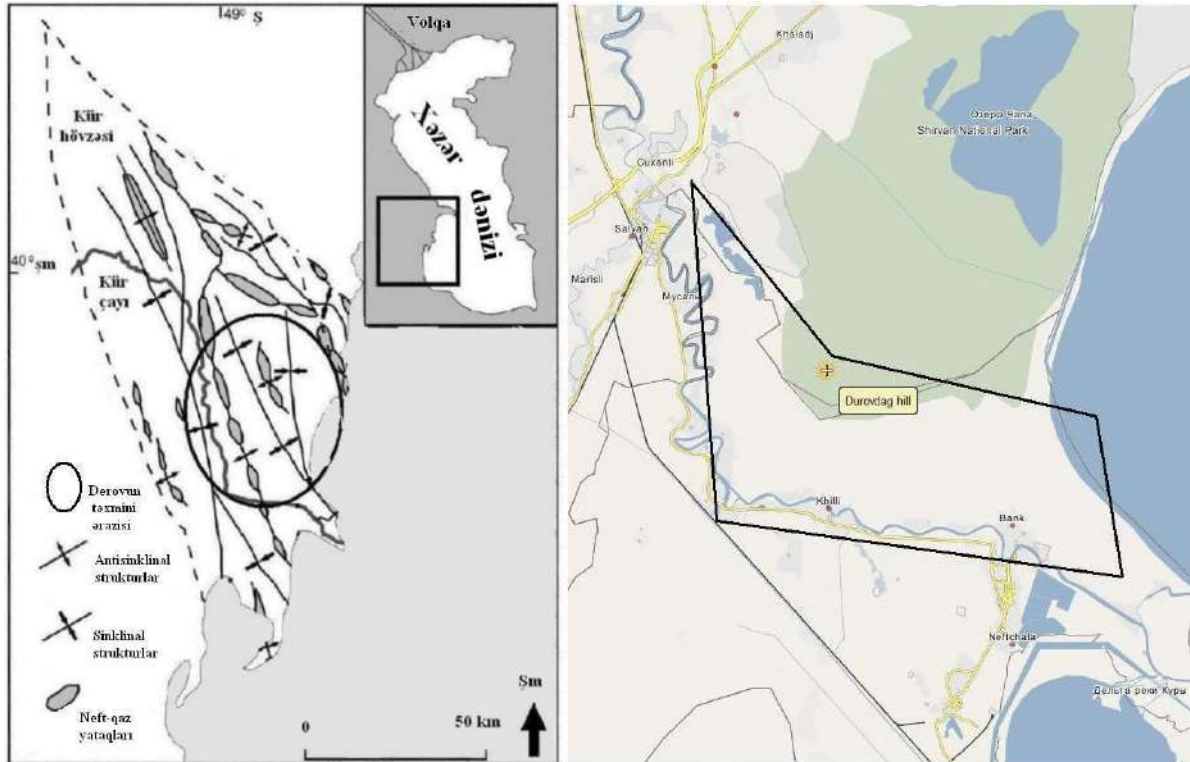 49° Ş
Volqa
Kür
hövzəsi
Xəzər
dənizi
40° şm
Kür
çayı
Derovun
təxmini
ərazisi
Antisinklinal
strukturlar
Sinklinal
strukturlar
Neft-qaz
yataqları
0
50 km
Şm
Khaladj
Shirvan National Park
Cuxanli
Salyan
Marisli
Durovdag hill
Khilli
Bank
Neftchala
Дельта реки Куры